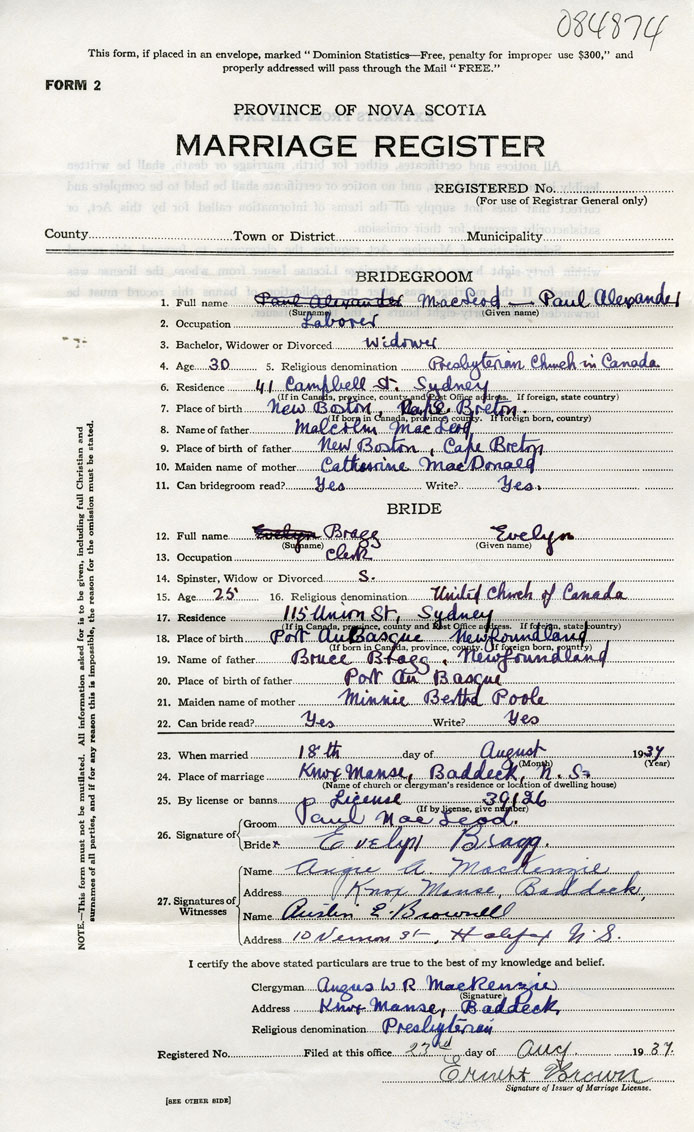 084874
This form, if placed in an envelope, marked "Dominion Statistics—Free, penalty for improper use $300," and
properly addressed will pass through the Mail "FREE."
FORM 2
PROVINCE OF NOVA SCOTIA
MARRIAGE REGISTER
REGISTERED No.
(For use of Registrar General only)
County Town or District Municipality
BRIDEGROOM
1. Full name Paul Alexander MacLeod — Paul Alexander
(Surname) (Given name)
2. Occupation Laborer
3. Bachelor, Widower or Divorced Widower
4. Age 30 5. Religious denomination Presbyterian Church in Canada
6. Residence 41 Campbell St. Sydney
(If in Canada, province, county and Post Office address. If foreign, state country)
7. Place of birth New Boston, Cape Breton.
(If born in Canada, province, county. If foreign born, country)
8. Name of father Malcolm MacLeod
9. Place of birth of father New Boston, Cape Breton
10. Maiden name of mother Catherine MacDonald
11. Can bridegroom read? Yes Write? Yes.
BRIDE
12. Full name Evelyn Bragg Evelyn
(Surname) (Given name)
13. Occupation Clerk
14. Spinster, Widow or Divorced S.
15. Age 25 16. Religious denomination United Church of Canada
17. Residence 115 Union St, Sydney
(If in Canada, province, county and Post Office address. If foreign, state country)
18. Place of birth Port Au Basque Newfoundland
(If born in Canada, province, county. If foreign born, country)
19. Name of father Bruce Bragg, Newfoundland
20. Place of birth of father Port Au Basque
21. Maiden name of mother Minnie Bertha Poole
22. Can bride read? Yes Write? Yes
23. When married 18th day of August 1937
(Month) (Year)
24. Place of marriage Knox Manse, Baddeck, N. S.
(Name of church or clergyman's residence or location of dwelling house)
25. By license or banns License 39126
(If by license, give number)
26. Signature of Groom Paul MacLeod.
Bride Evelyn Bragg.
27. Signatures of Witnesses
Name Angie A MacKenzie
Address Knox Manse, Baddeck,
Name Austin E. Brownell
Address 10 Vernon St, Halifax N. S.
NOTE.—This form must not be mutilated. All information asked for is to be given, including full Christian and
surnames of all parties, and if for any reason this is impossible, the reason for the omission must be stated.
I certify the above stated particulars are true to the best of my knowledge and belief.
Clergyman Angus W R MacKenzie
(Signature)
Address Knox Manse, Baddeck,
Religious denomination Presbyterian
Registered No. Filed at this office 23rd day of Aug. 1937.
Ernest Brown
Signature of Issuer of Marriage License.
[SEE OTHER SIDE]